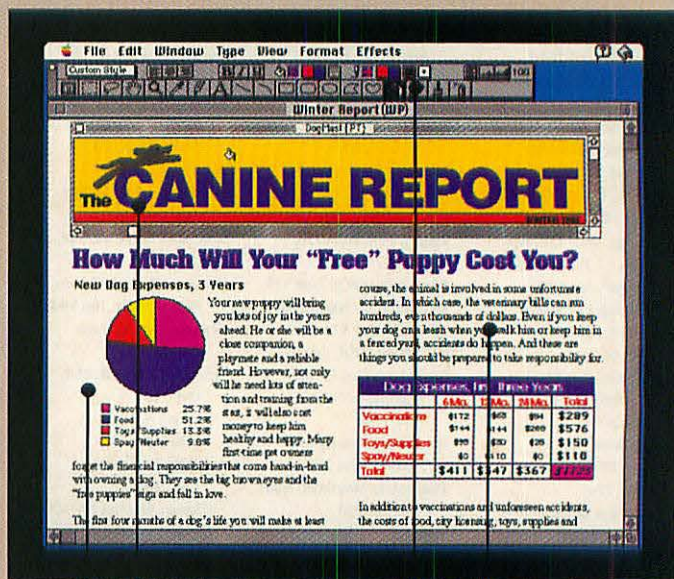 File Edit Window Type View Format Effects
Custom Style
100
Winter Report (WP)
DogMast (PT)
The CANINE REPORT
How Much Will Your “Free” Puppy Cost You?
New Dog Expenses, 3 Years
Your new puppy will bring
you lots of joy in the years
ahead. He or she will be a
close companion, a
playmate and a reliable
friend. However, not only
will he need lots of atten-
tion and training from the
start, it will also cost
money to keep him
healthy and happy. Many
first-time pet owners
forget the financial responsibilities that come hand-in-hand
with owning a dog. They see the big brown eyes and the
“free puppies” sign and fall in love.
The first four months of a dog's life you will make at least
Vaccinations 25.7%
Food 51.2%
Toys/Supplies 13.3%
Spay/Neuter 9.8%
course, the animal is involved in some unfortunate
accident. In which case, the veterinary bills can run
hundreds, even thousands of dollars. Even if you keep
your dog on a leash when you walk him or keep him in
a fenced yard, accidents do happen. And these are
things you should be prepared to take responsibility for.
Dog Expenses, First Three Years
6 Mo. 12 Mo. 24 Mo. Total
Vaccinations $172 $289
Food $144 $144 $288 $576
Toys/Supplies $150
Spay/Neuter $0 $110 $0 $110
Total $411 $347 $367 $1125
In addition to vaccinations and unforeseen accidents,
the costs of food, city licensing, toys, supplies and